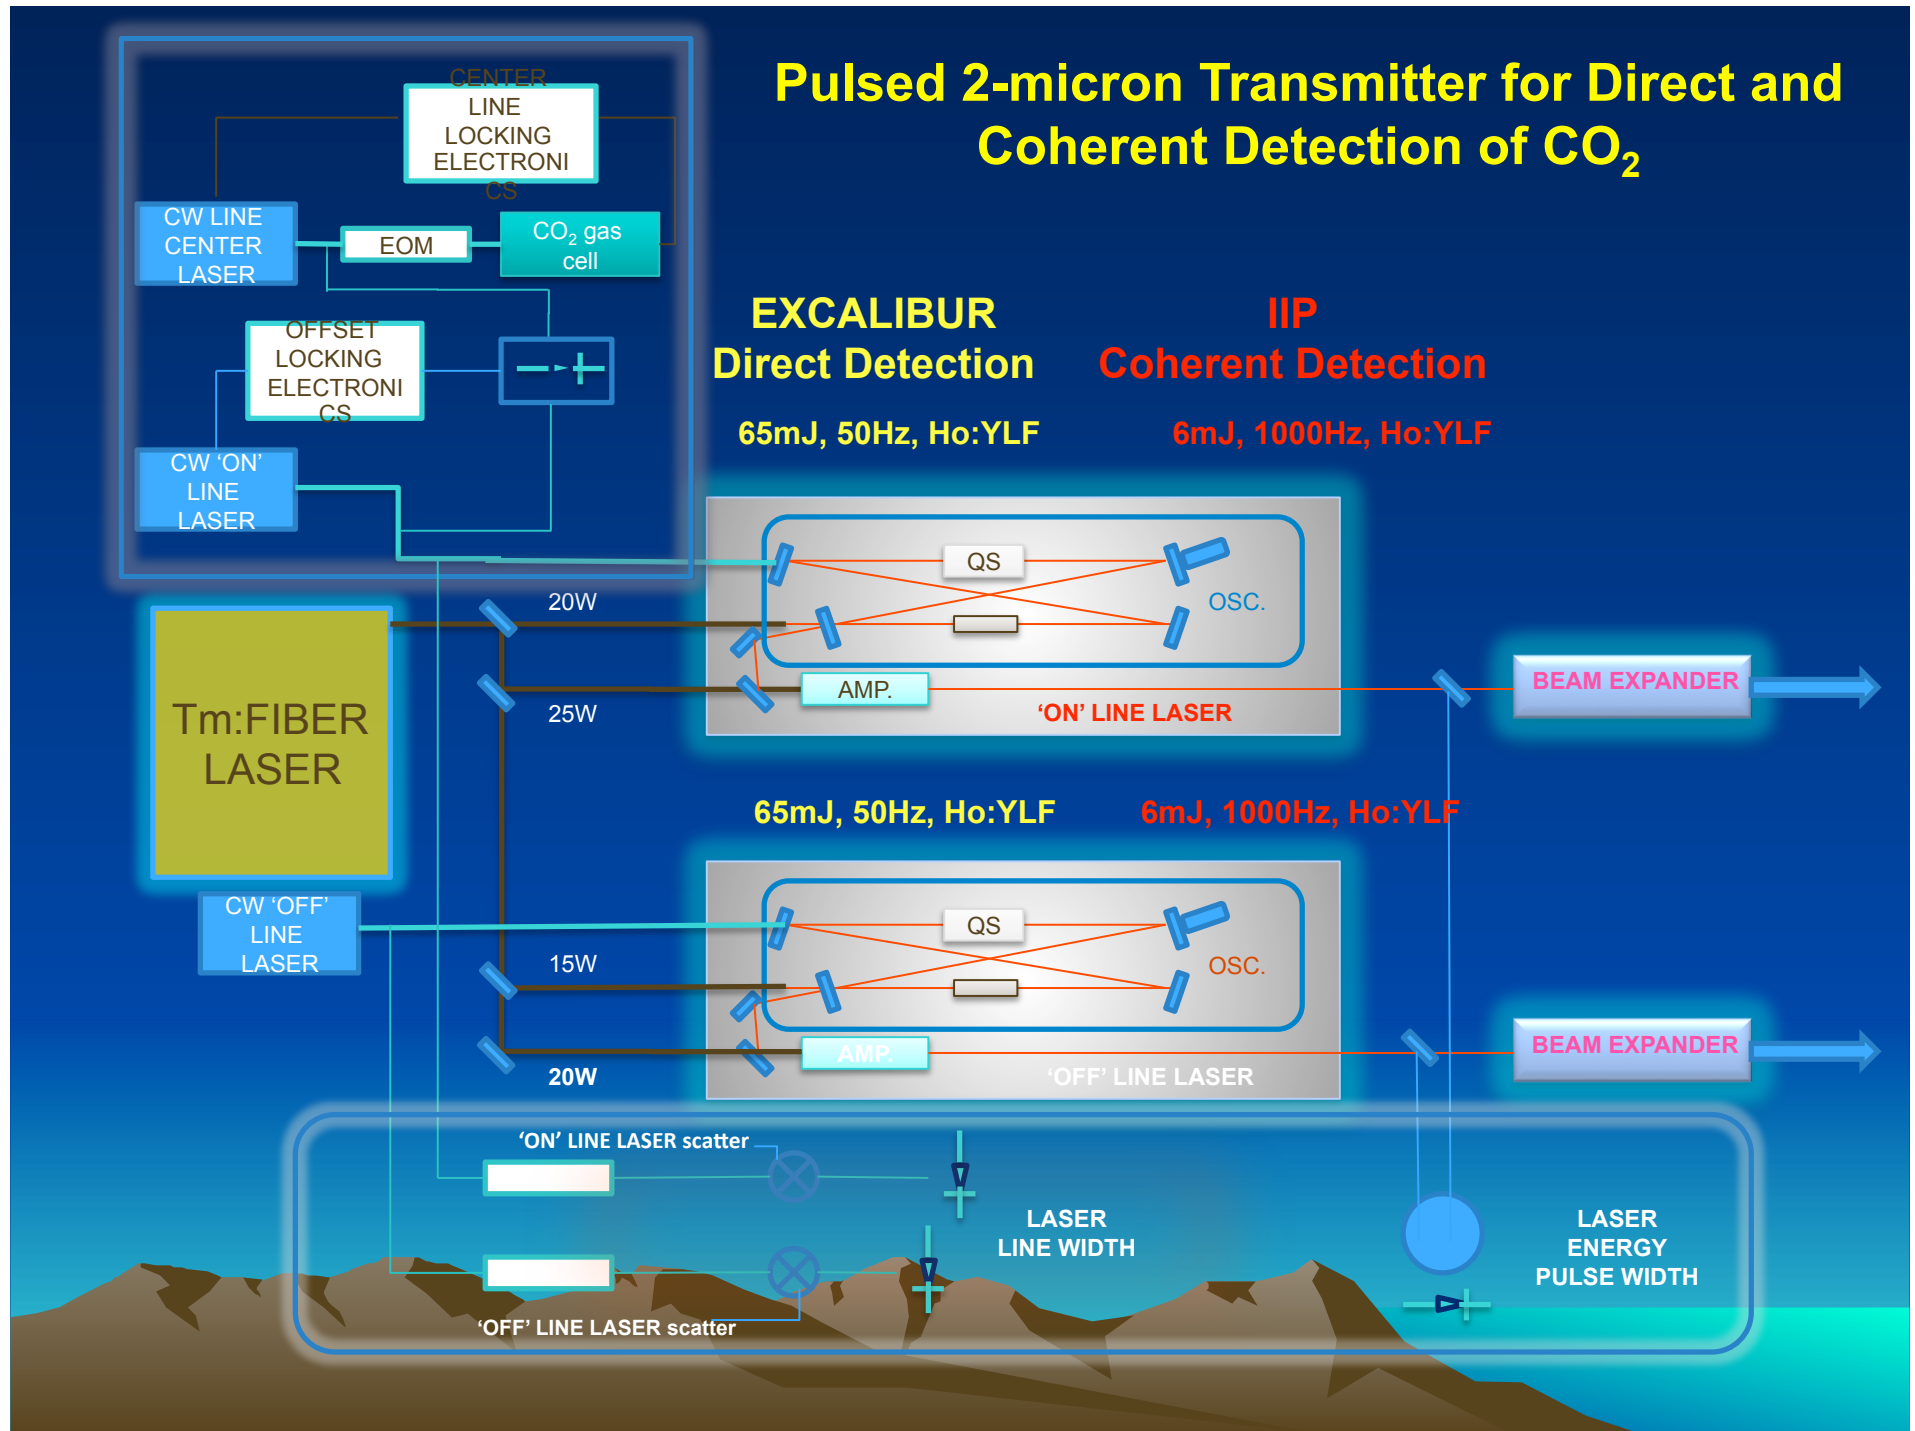 Pulsed 2-micron Transmitter for Direct and
Coherent Detection of CO₂
CENTER
LINE
LOCKING
ELECTRONI
CS
CW LINE
CENTER
LASER
EOM
CO₂ gas
cell
OFFSET
LOCKING
ELECTRONI
CS
CW ‘ON’
LINE
LASER
EXCALIBUR
Direct Detection
IIP
Coherent Detection
65mJ, 50Hz, Ho:YLF
6mJ, 1000Hz, Ho:YLF
QS
OSC.
20W
25W
AMP.
‘ON’ LINE LASER
BEAM EXPANDER
Tm:FIBER
LASER
65mJ, 50Hz, Ho:YLF
6mJ, 1000Hz, Ho:YLF
CW ‘OFF’
LINE
LASER
QS
OSC.
15W
20W
AMP.
‘OFF’ LINE LASER
BEAM EXPANDER
‘ON’ LINE LASER scatter
LASER
LINE WIDTH
LASER
ENERGY
PULSE WIDTH
‘OFF’ LINE LASER scatter